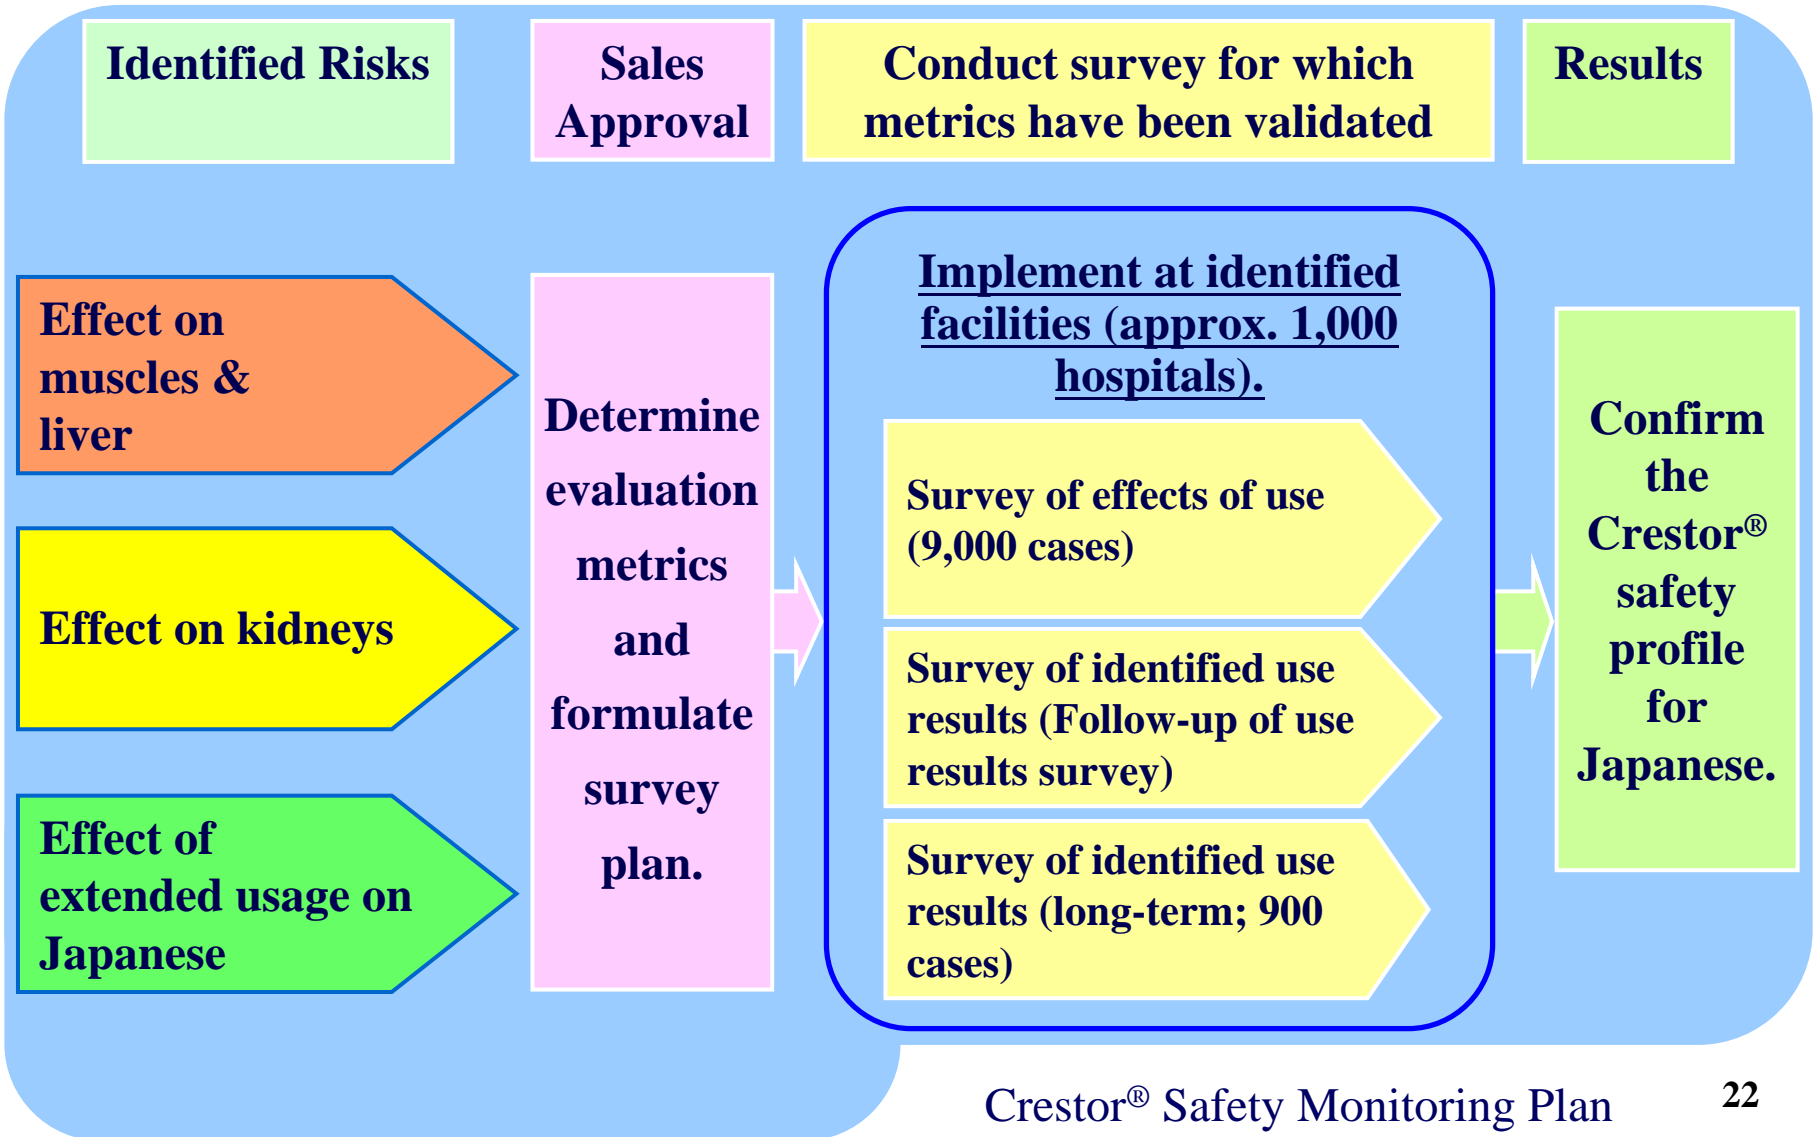 Identified Risks
Sales
Approval
Conduct survey for which
metrics have been validated
Results
Effect on
muscles &
liver
Effect on kidneys
Effect of
extended usage on
Japanese
Determine
evaluation
metrics
and
formulate
survey
plan.
Implement at identified
facilities (approx. 1,000
hospitals).
Survey of effects of use
(9,000 cases)
Survey of identified use
results (Follow-up of use
results survey)
Survey of identified use
results (long-term; 900
cases)
Confirm
the
Crestor®
safety
profile
for
Japanese.
Crestor® Safety Monitoring Plan
22